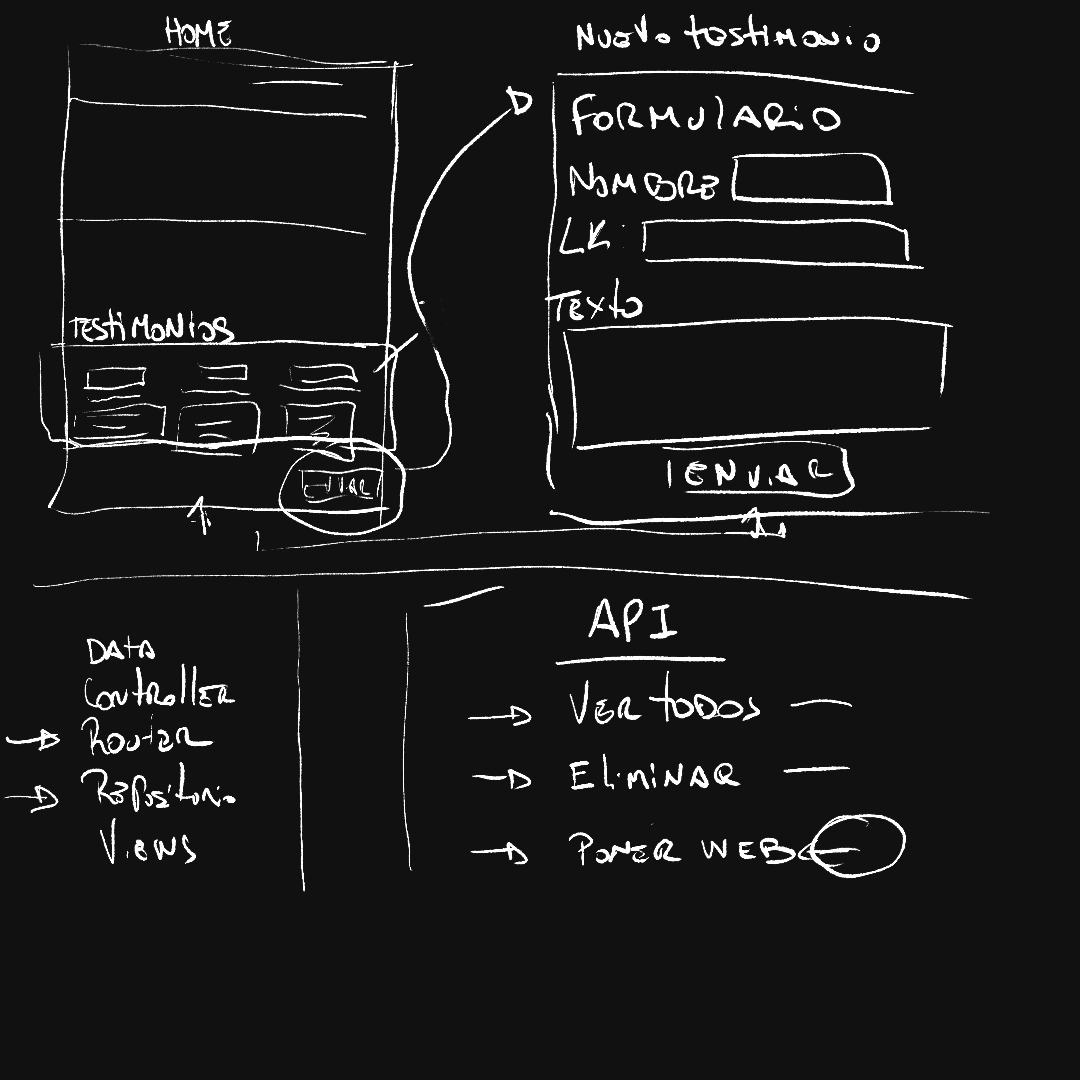 HOME
TESTIMONIOS
ENVIAR
NUEVO TESTIMONIO
FORMULARIO
NOMBRE
LK:
TEXTO
ENVIAR
DATA
CONTROLLER
ROUTER
REPOSITORIO
VIEWS
API
VER TODOS
ELIMINAR
PONER WEB